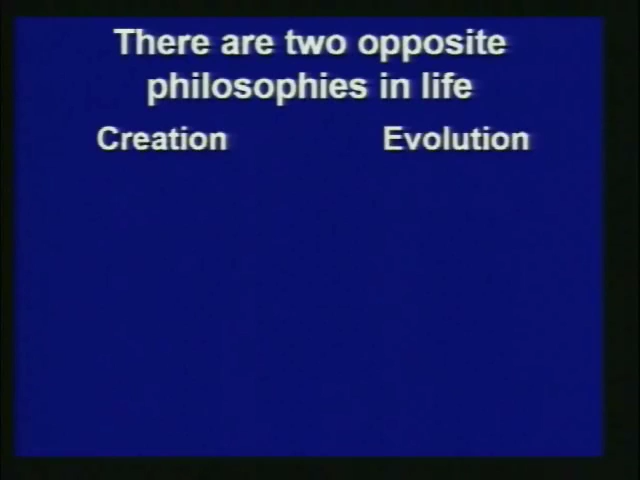 There are two opposite
philosophies in life
Creation Evolution